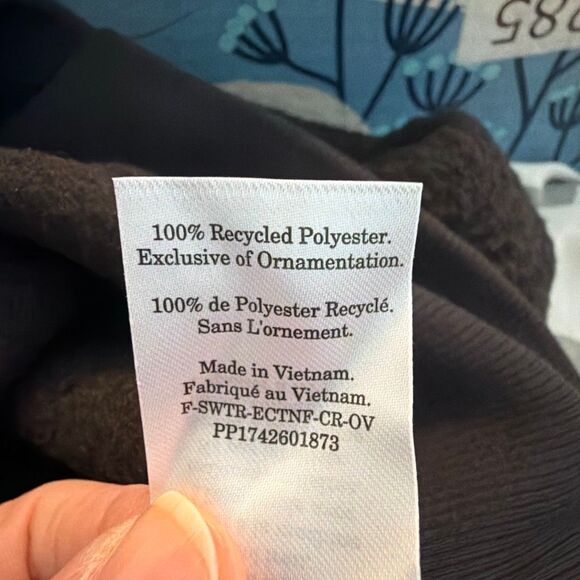 285
100% Recycled Polyester.
Exclusive of Ornamentation.
100% de Polyester Recyclé.
Sans L'ornement.
Made in Vietnam.
Fabriqué au Vietnam.
F-SWTR-ECTNF-CR-OV
PP1742601873